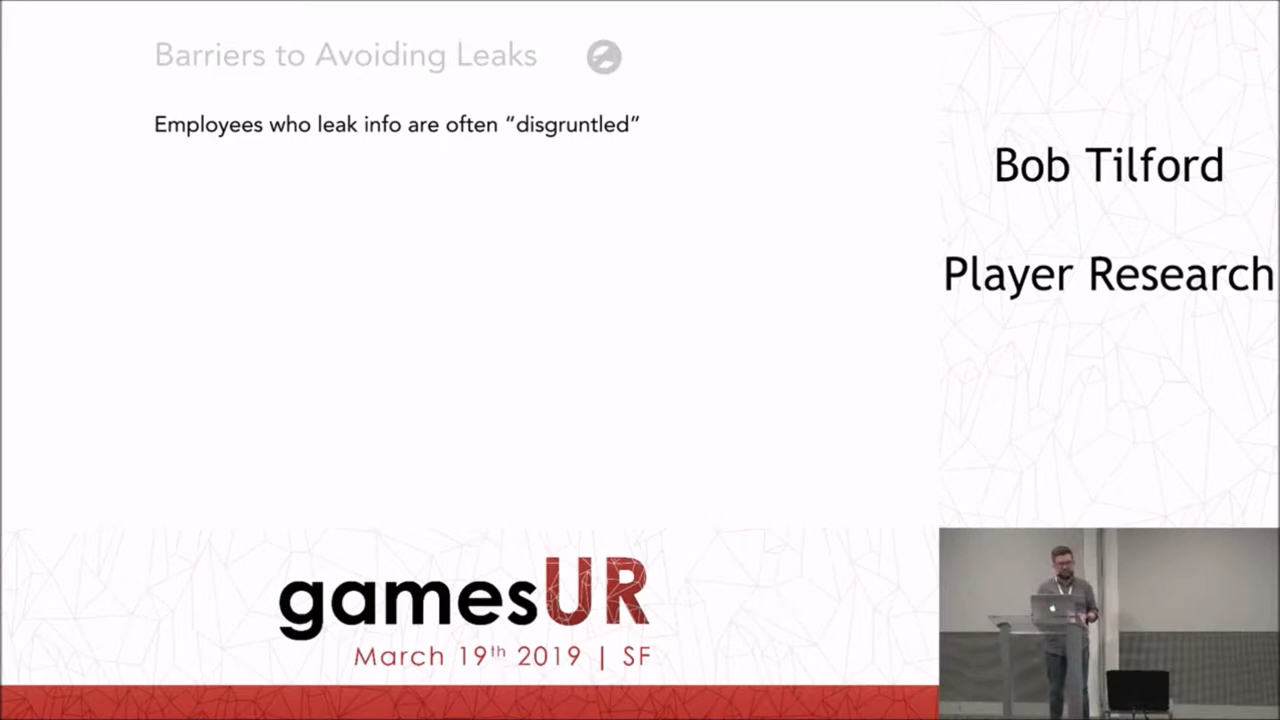 Barriers to Avoiding Leaks
Employees who leak info are often “disgruntled”
Bob Tilford
Player Research
gamesUR
March 19th 2019 | SF